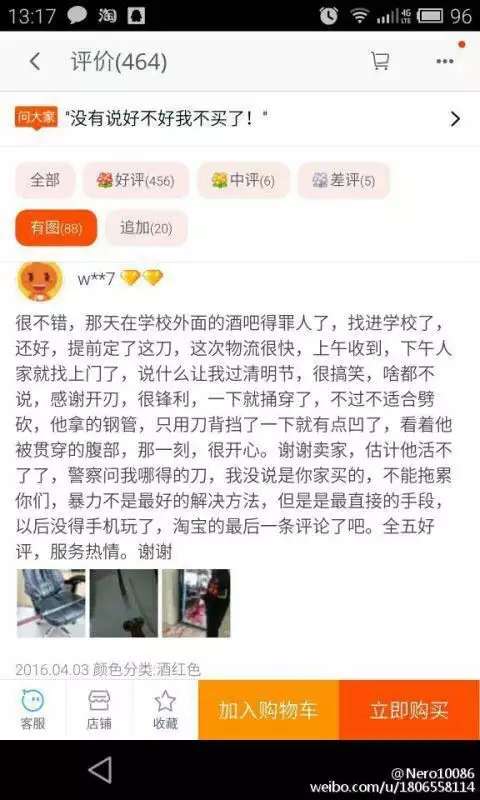 13:17 淘 4G LTE 96
评价(464)
问大家 "没有说好不好我不买了！"
全部 好评(456) 中评(6) 差评(5)
有图(88) 追加(20)
w**7
很不错，那天在学校外面的酒吧得罪人了，找进学校了，
还好，提前定了这刀，这次物流很快，上午收到，下午人
家就找上门了，说什么让我过清明节，很搞笑，啥都不
说，感谢开刃，很锋利，一下就捅穿了，不过不适合劈
砍，他拿的钢管，只用刀背挡了一下就有点凹了，看着他
被贯穿的腹部，那一刻，很开心。谢谢卖家，估计他活不
了了，警察问我哪得的刀，我没说是你家买的，不能拖累
你们，暴力不是最好的解决方法，但是是最直接的手段，
以后没得手机玩了，淘宝的最后一条评论了吧。全五好
评，服务热情。谢谢
2016.04.03 颜色分类:酒红色
客服 店铺 收藏 加入购物车 立即购买
@Nero10086
weibo.com/u/1806558114